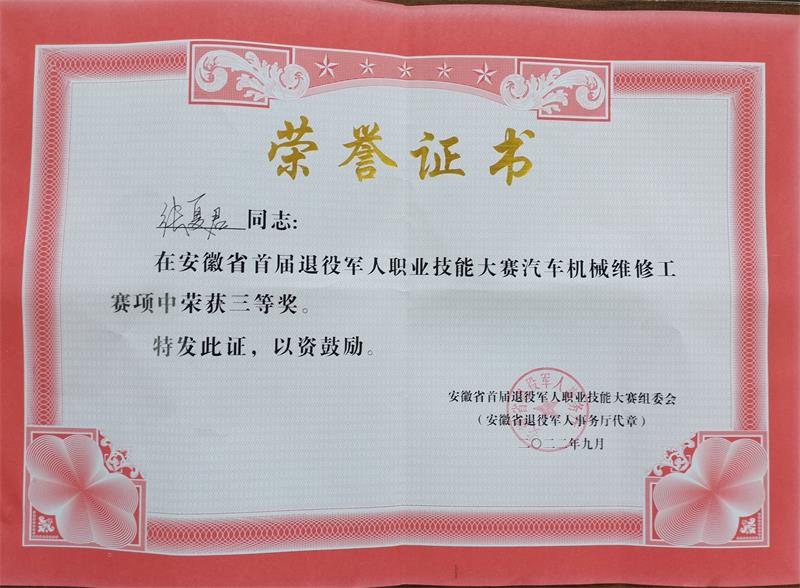 荣誉证书
张夏君同志:
在安徽省首届退役军人职业技能大赛汽车机械维修工
赛项中荣获三等奖。
特发此证，以资鼓励。
安徽省首届退役军人职业技能大赛组委会
（安徽省退役军人事务厅代章）
二〇二二年九月